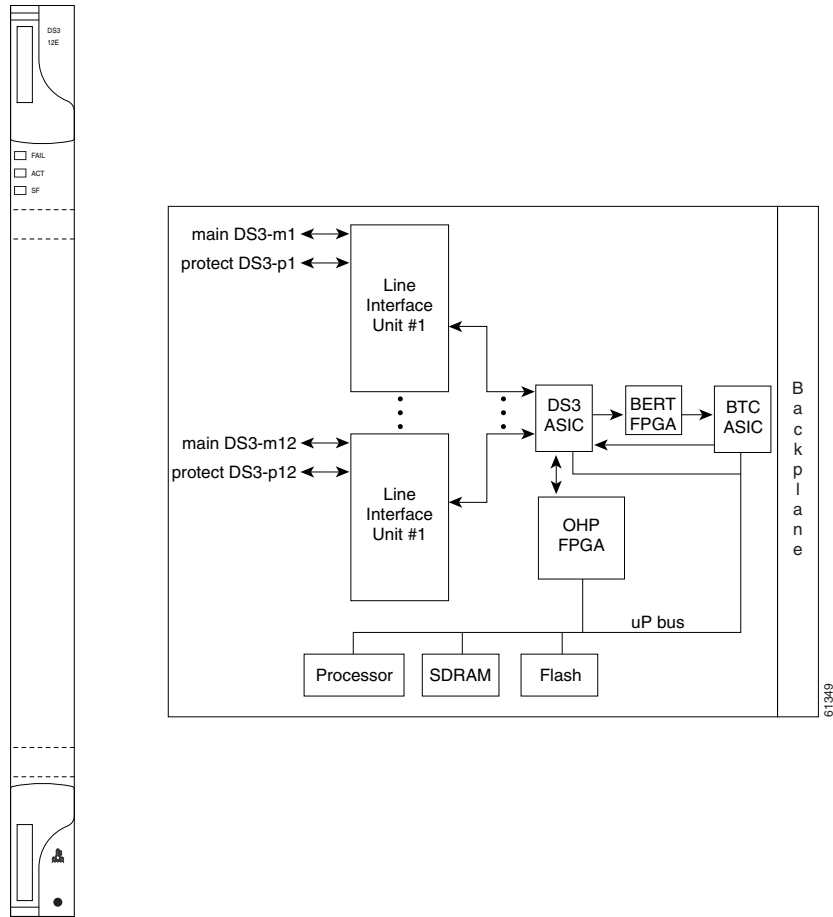 DS3
12E
FAIL
ACT
SF
main DS3-m1
protect DS3-p1
Line
Interface
Unit #1
main DS3-m12
protect DS3-p12
Line
Interface
Unit #1
DS3
ASIC
BERT
FPGA
BTC
ASIC
OHP
FPGA
uP bus
Processor
SDRAM
Flash
B
a
c
k
p
l
a
n
e
61349